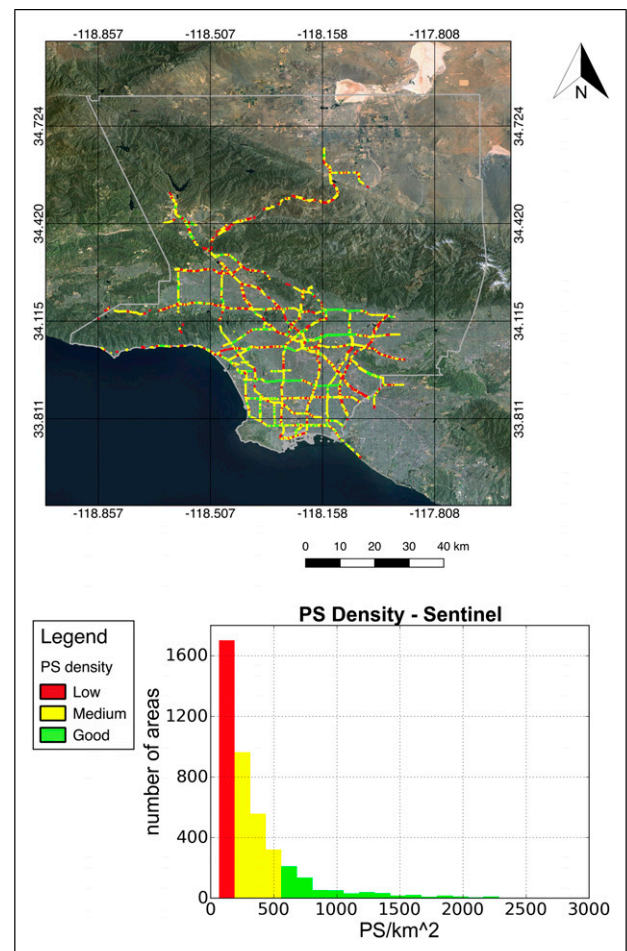 -118.857 -118.507 -118.158 -117.808
N
34.724 34.724
34.420 34.420
34.115 34.115
33.811 33.811
-118.857 -118.507 -118.158 -117.808
0 10 20 30 40 km
Legend
PS density
Low
Medium
Good
PS Density - Sentinel
number of areas
1600
1200
800
400
0
0 500 1000 1500 2000 2500 3000
PS/km^2